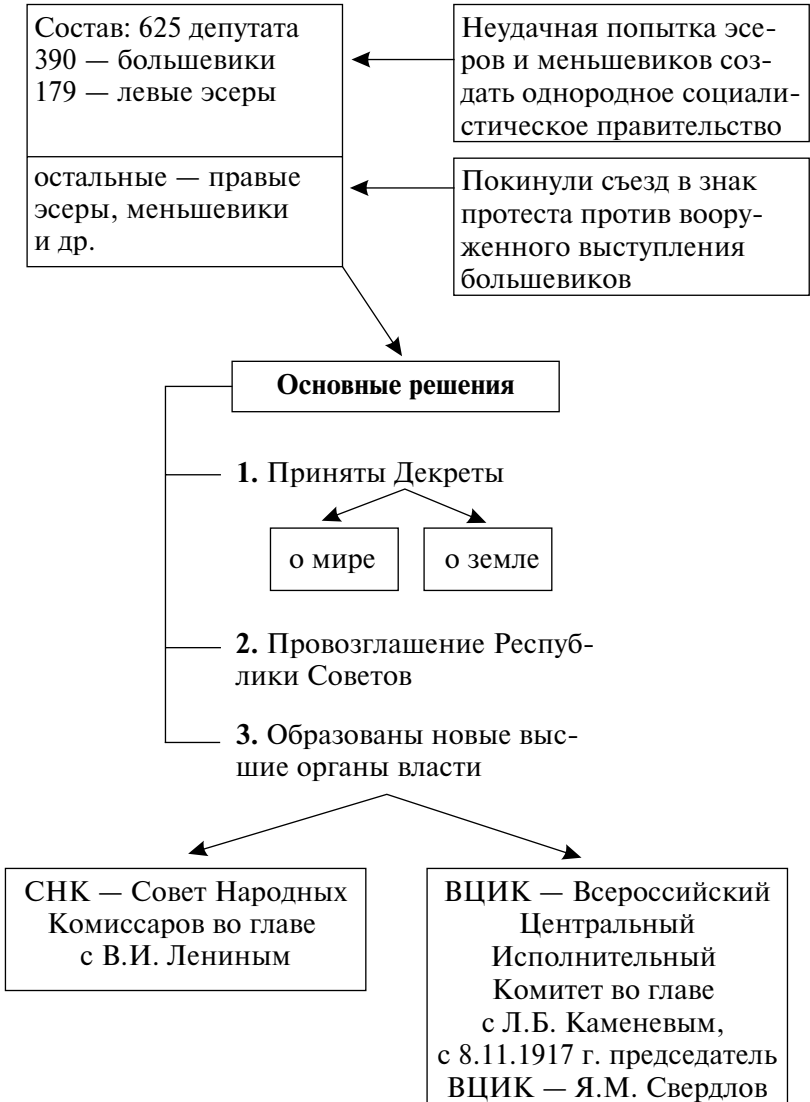 Состав: 625 депутата
390 — большевики
179 — левые эсеры
Неудачная попытка эсе-
ров и меньшевиков соз-
дать однородное социали-
стическое правительство
остальные — правые
эсеры, меньшевики
и др.
Покинули съезд в знак
протеста против воору-
женного выступления
большевиков
Основные решения
1. Приняты Декреты
о мире
о земле
2. Провозглашение Респуб-
лики Советов
3. Образованы новые выс-
шие органы власти
СНК — Совет Народных
Комиссаров во главе
с В.И. Лениным
ВЦИК — Всероссийский
Центральный
Исполнительный
Комитет во главе
с Л.Б. Каменевым,
с 8.11.1917 г. председатель
ВЦИК — Я.М. Свердлов